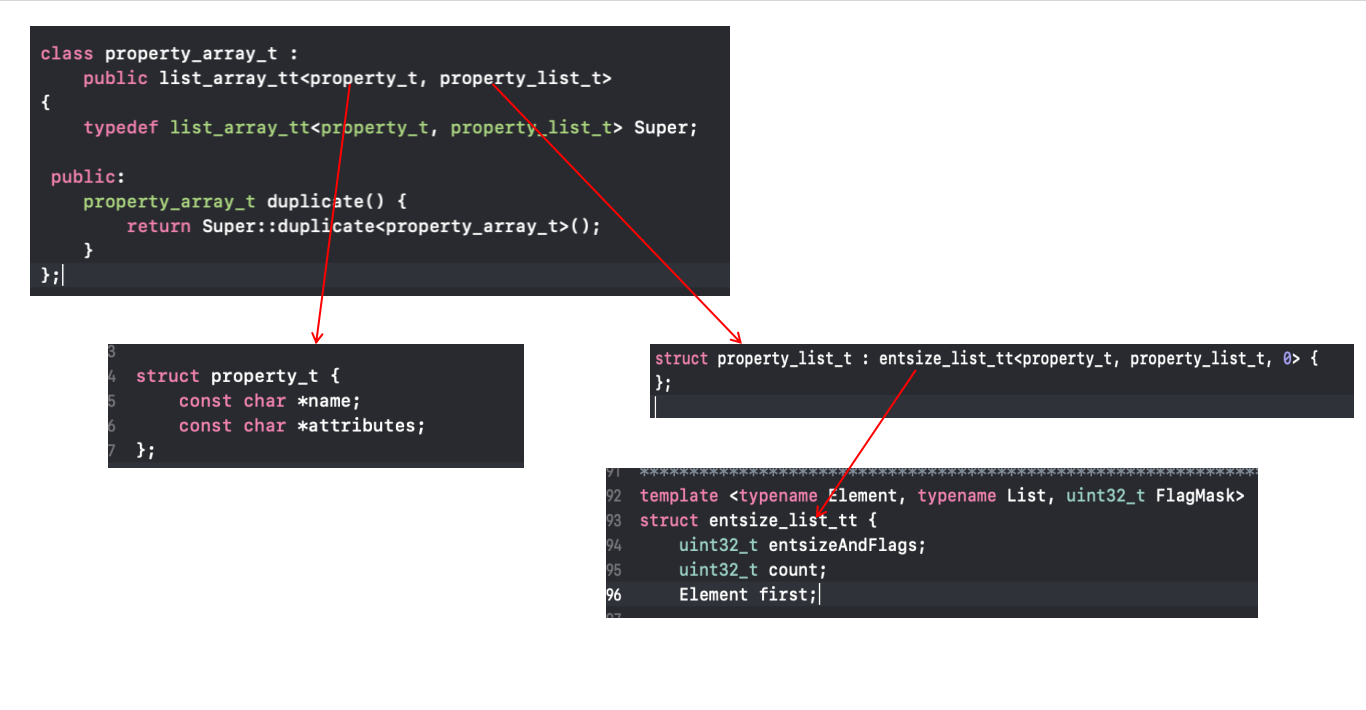 class property_array_t :
    public list_array_tt<property_t, property_list_t>
{
    typedef list_array_tt<property_t, property_list_t> Super;
 public:
    property_array_t duplicate() {
        return Super::duplicate<property_array_t>();
    }
};
3
4 struct property_t {
5     const char *name;
6     const char *attributes;
7 };
struct property_list_t : entsize_list_tt<property_t, property_list_t, 0> {
};
91
92 template <typename Element, typename List, uint32_t FlagMask>
93 struct entsize_list_tt {
94     uint32_t entsizeAndFlags;
95     uint32_t count;
96     Element first;
97